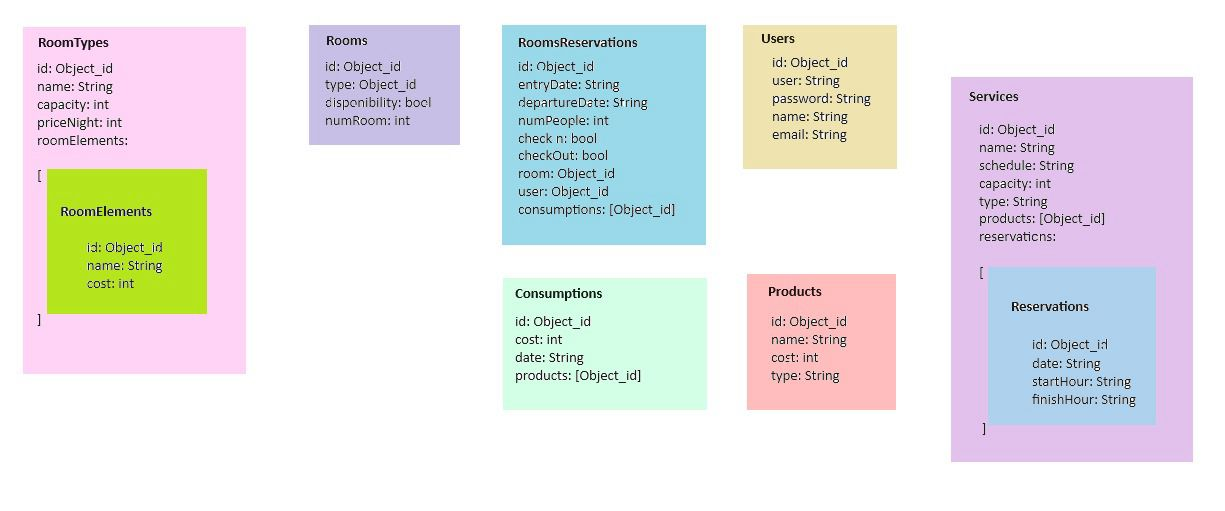 RoomTypes
id: Object_id
name: String
capacity: int
priceNight: int
roomElements:
[
RoomElements
id: Object_id
name: String
cost: int
]
Rooms
id: Object_id
type: Object_id
disponibility: bool
numRoom: int
RoomsReservations
id: Object_id
entryDate: String
departureDate: String
numPeople: int
check n: bool
checkOut: bool
room: Object_id
user: Object_id
consumptions: [Object_id]
Consumptions
id: Object_id
cost: int
date: String
products: [Object_id]
Users
id: Object_id
user: String
password: String
name: String
email: String
Products
id: Object_id
name: String
cost: int
type: String
Services
id: Object_id
name: String
schedule: String
capacity: int
type: String
products: [Object_id]
reservations:
[
Reservations
id: Object_id
date: String
startHour: String
finishHour: String
]